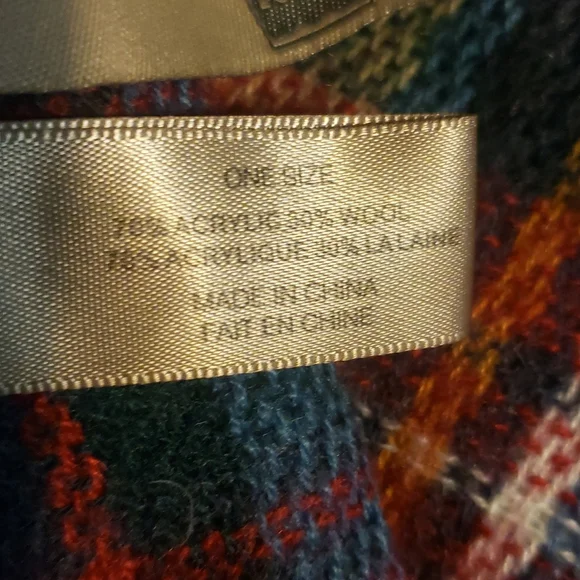 ONE SIZE
70% ACRYLIC 30% WOOL
70% ACRYLIQUE 30% LA LAINE
MADE IN CHINA
FAIT EN CHINE